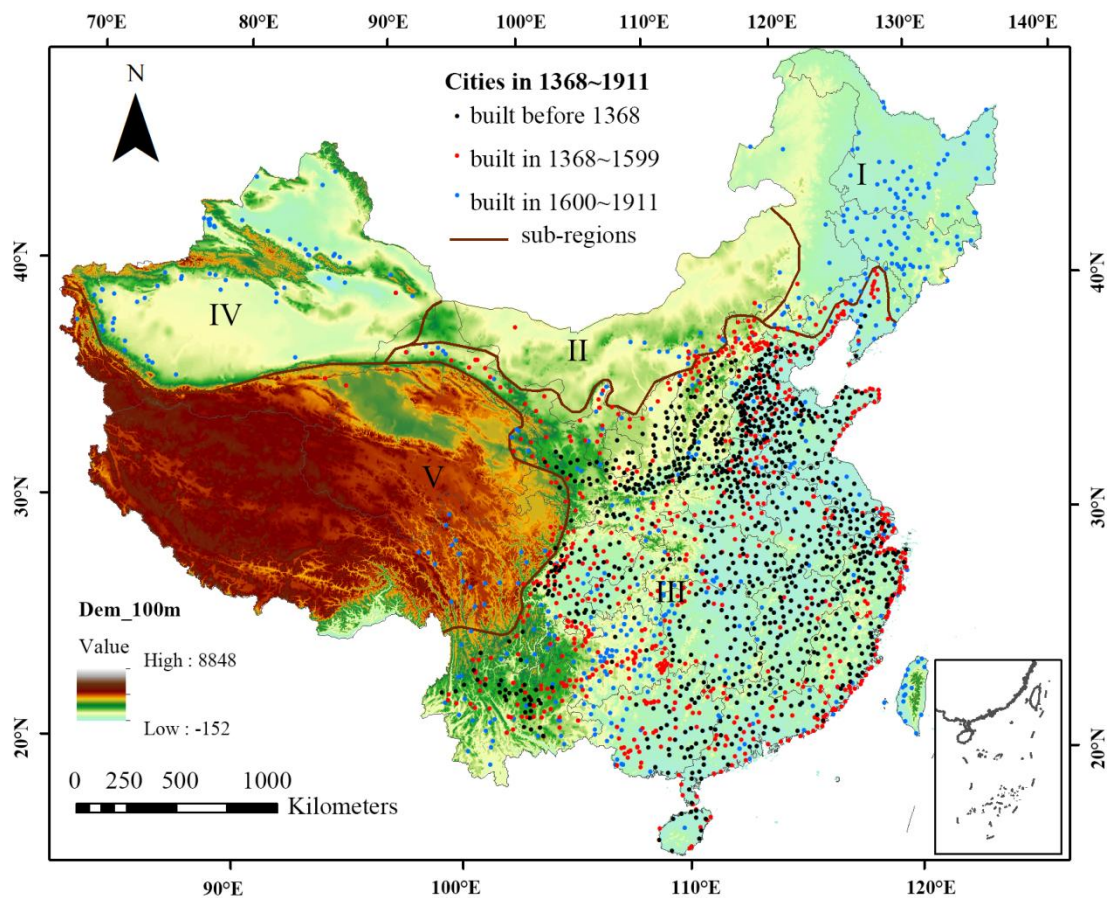 70°E 80°E 90°E 100°E 110°E 120°E 130°E 140°E
N
Cities in 1368~1911
built before 1368
built in 1368~1599
built in 1600~1911
sub-regions
I
40°N
40°N
IV
II
V
30°N
30°N
III
Dem_100m
Value
High : 8848
Low : -152
20°N
20°N
0 250 500 1000
Kilometers
90°E 100°E 110°E 120°E